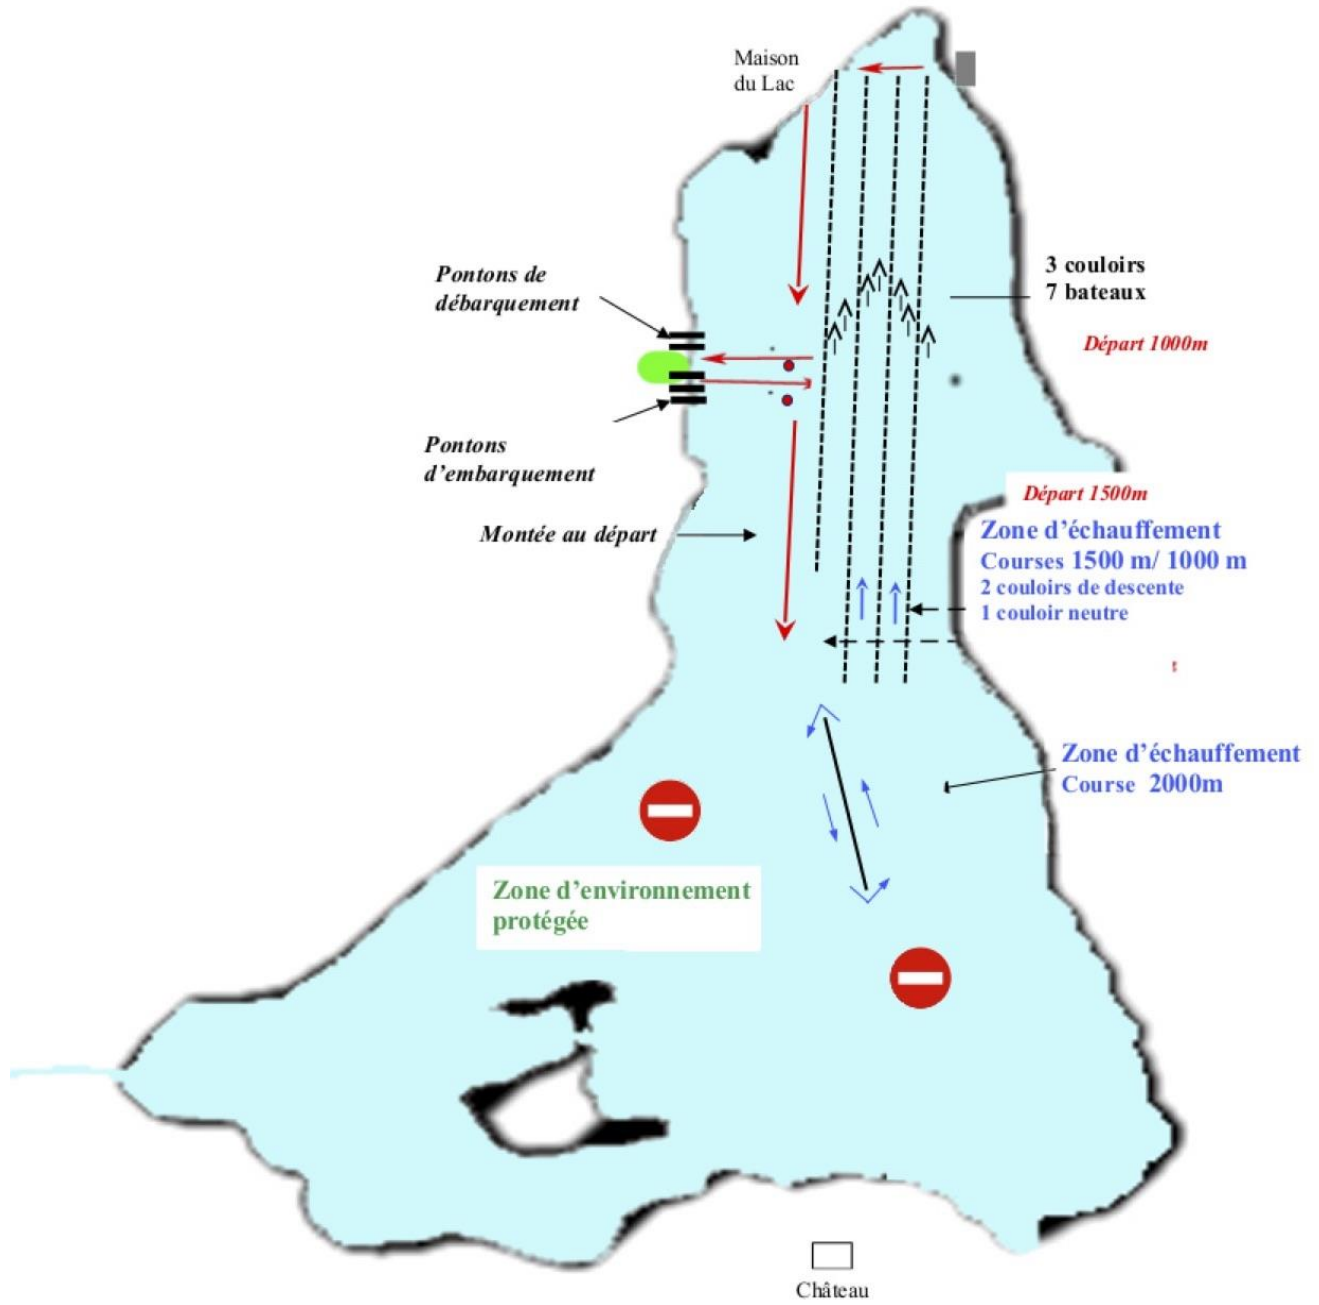 Maison
du Lac
Pontons de
débarquement
3 couloirs
7 bateaux
Départ 1000m
Pontons
d'embarquement
Départ 1500m
Montée au départ
Zone d'échauffement
Courses 1500 m/ 1000 m
2 couloirs de descente
1 couloir neutre
Zone d'échauffement
Course 2000m
Zone d'environnement
protégée
Château